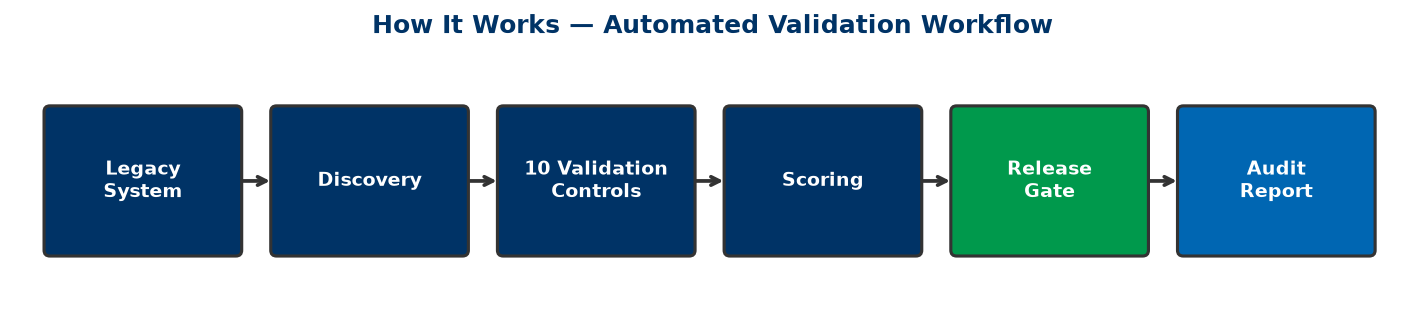 How It Works — Automated Validation Workflow
Legacy
System
Discovery
10 Validation
Controls
Scoring
Release
Gate
Audit
Report